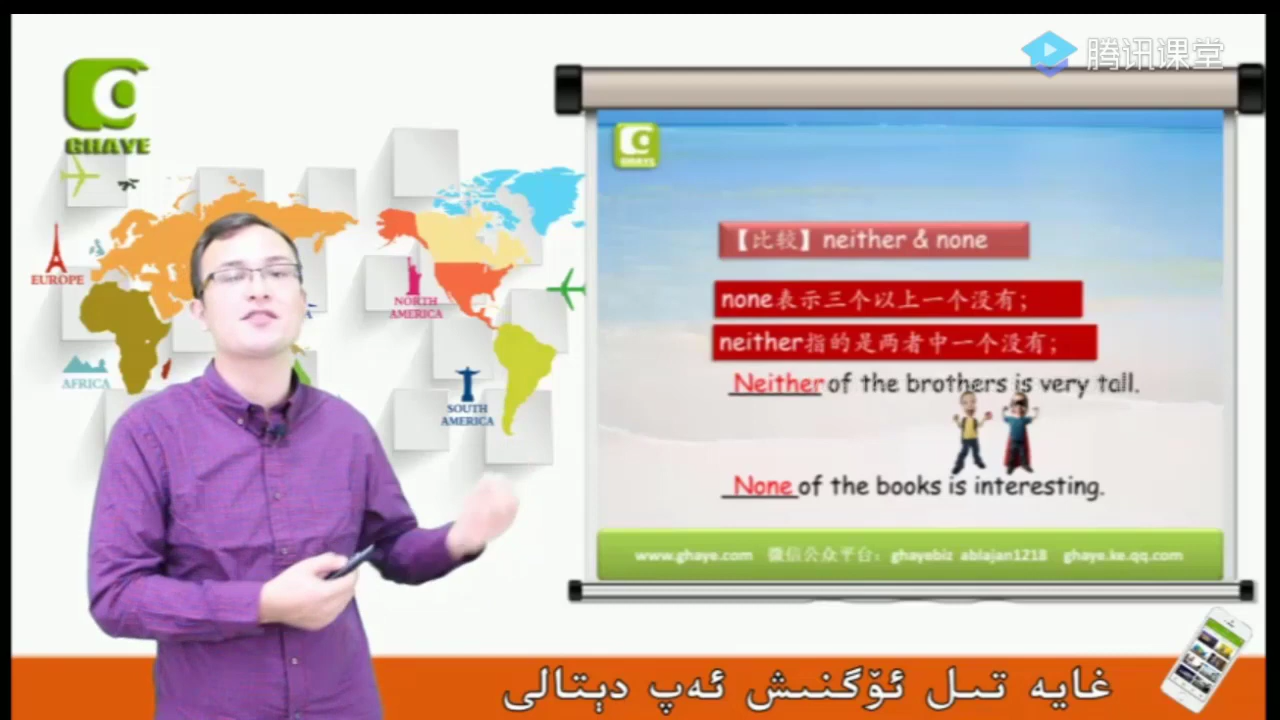 腾讯课堂
GHAYE
GHAYE
EUROPE
AFRICA
NORTH
AMERICA
SOUTH
AMERICA
【比较】neither & none
none表示三个以上一个没有；
neither指的是两者中一个没有；
Neither of the brothers is very tall.
None of the books is interesting.
www.ghaye.com 微信公众平台：ghayebiz ablajan1218 ghaye.ke.qq.com
غايە تىل ئۆگىنىش ئەپ دېتالى